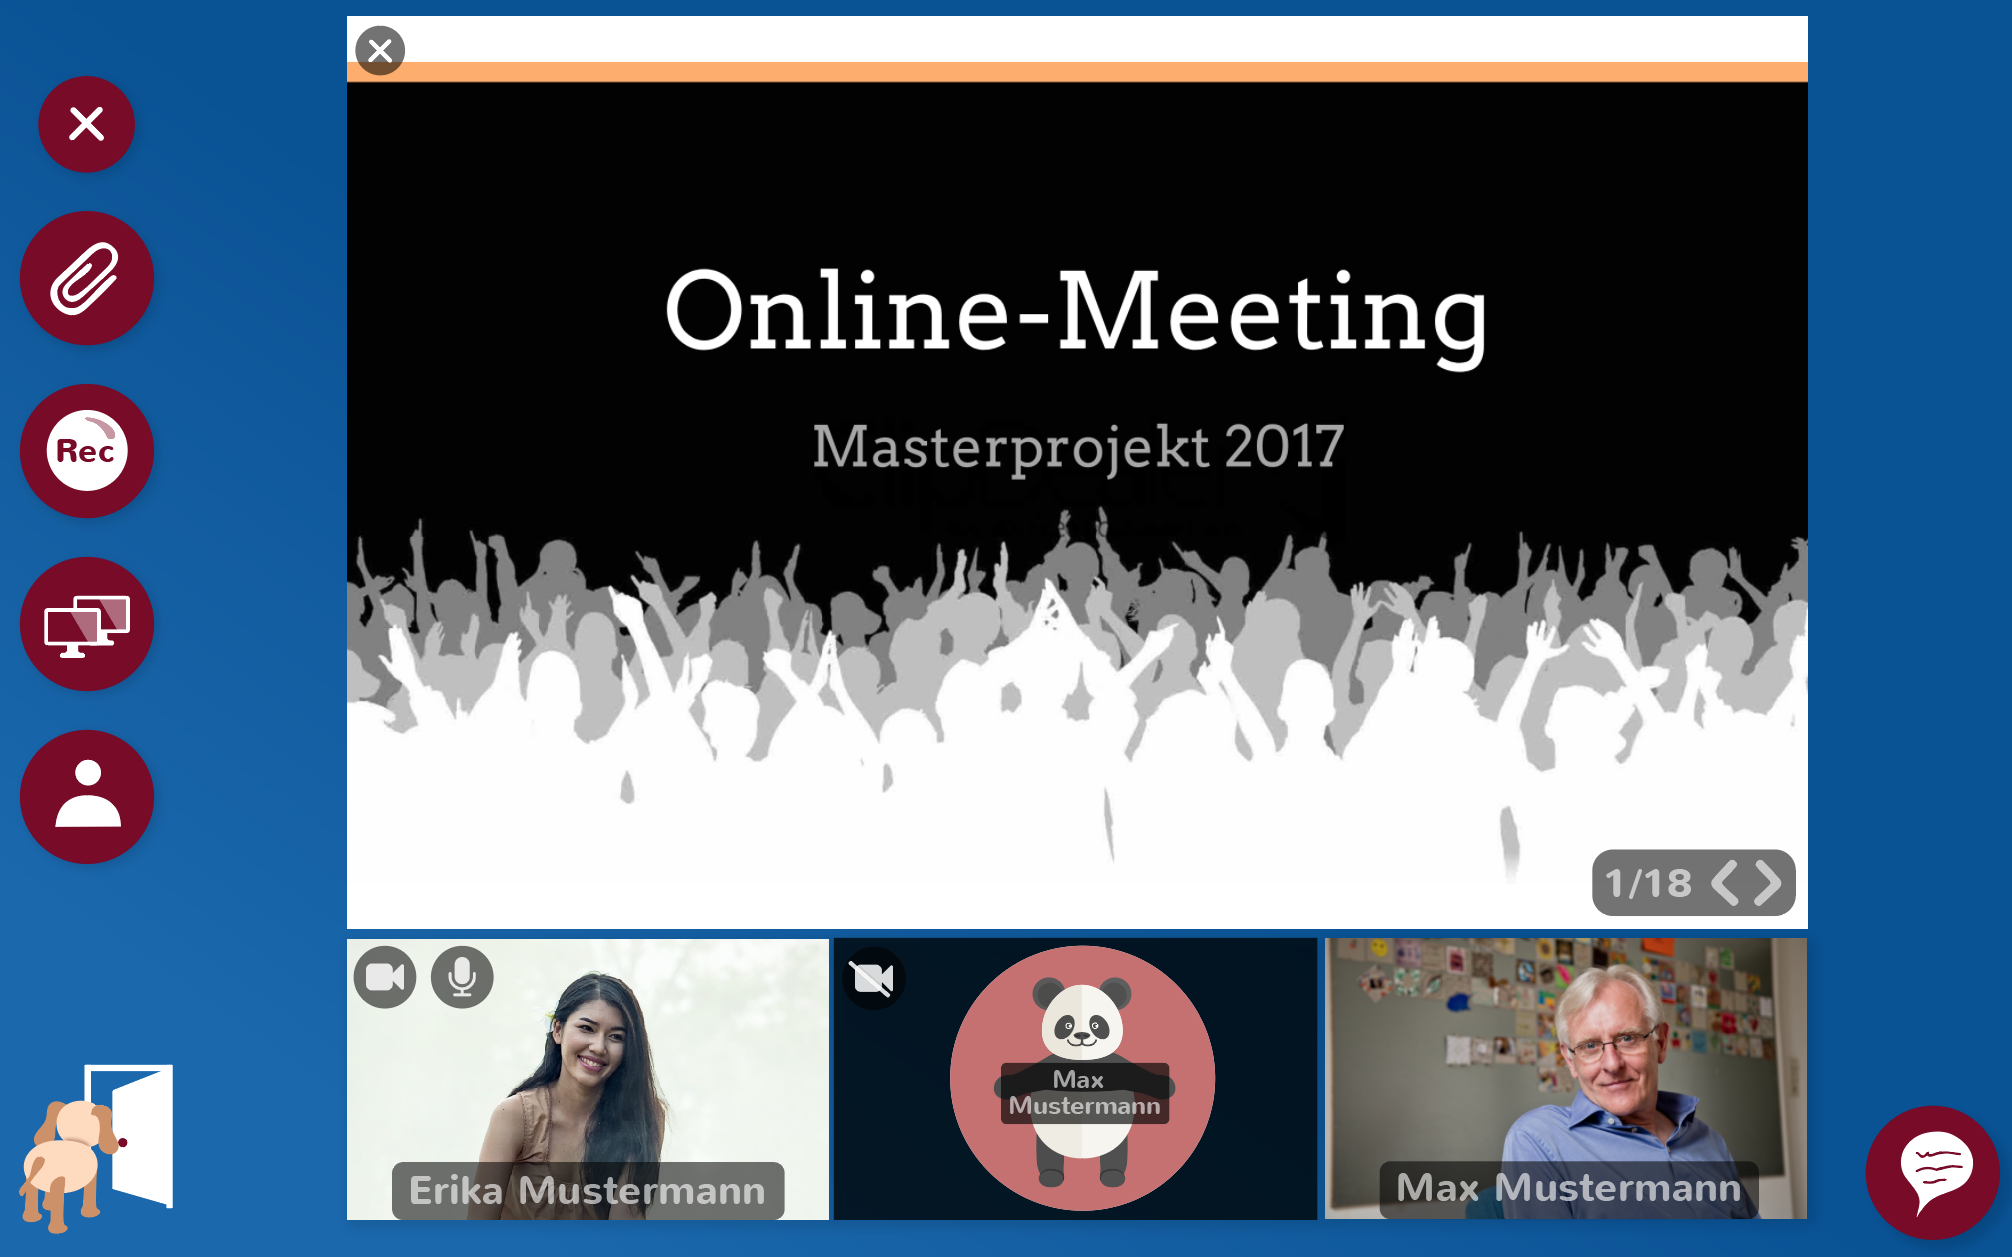 Online-Meeting
Masterprojekt 2017
Rec
1/18
Max
Mustermann
Erika Mustermann
Max Mustermann